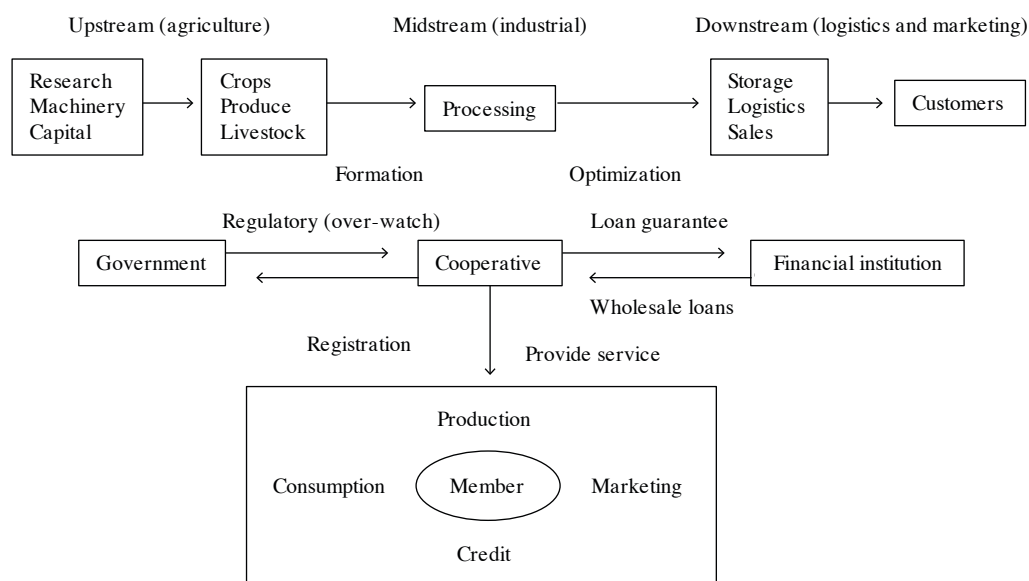 Upstream (agriculture)
Midstream (industrial)
Downstream (logistics and marketing)
Research
Machinery
Capital
Crops
Produce
Livestock
Processing
Storage
Logistics
Sales
Customers
Formation
Optimization
Regulatory (over-watch)
Loan guarantee
Government
Cooperative
Financial institution
Wholesale loans
Registration
Provide service
Production
Consumption
Member
Marketing
Credit